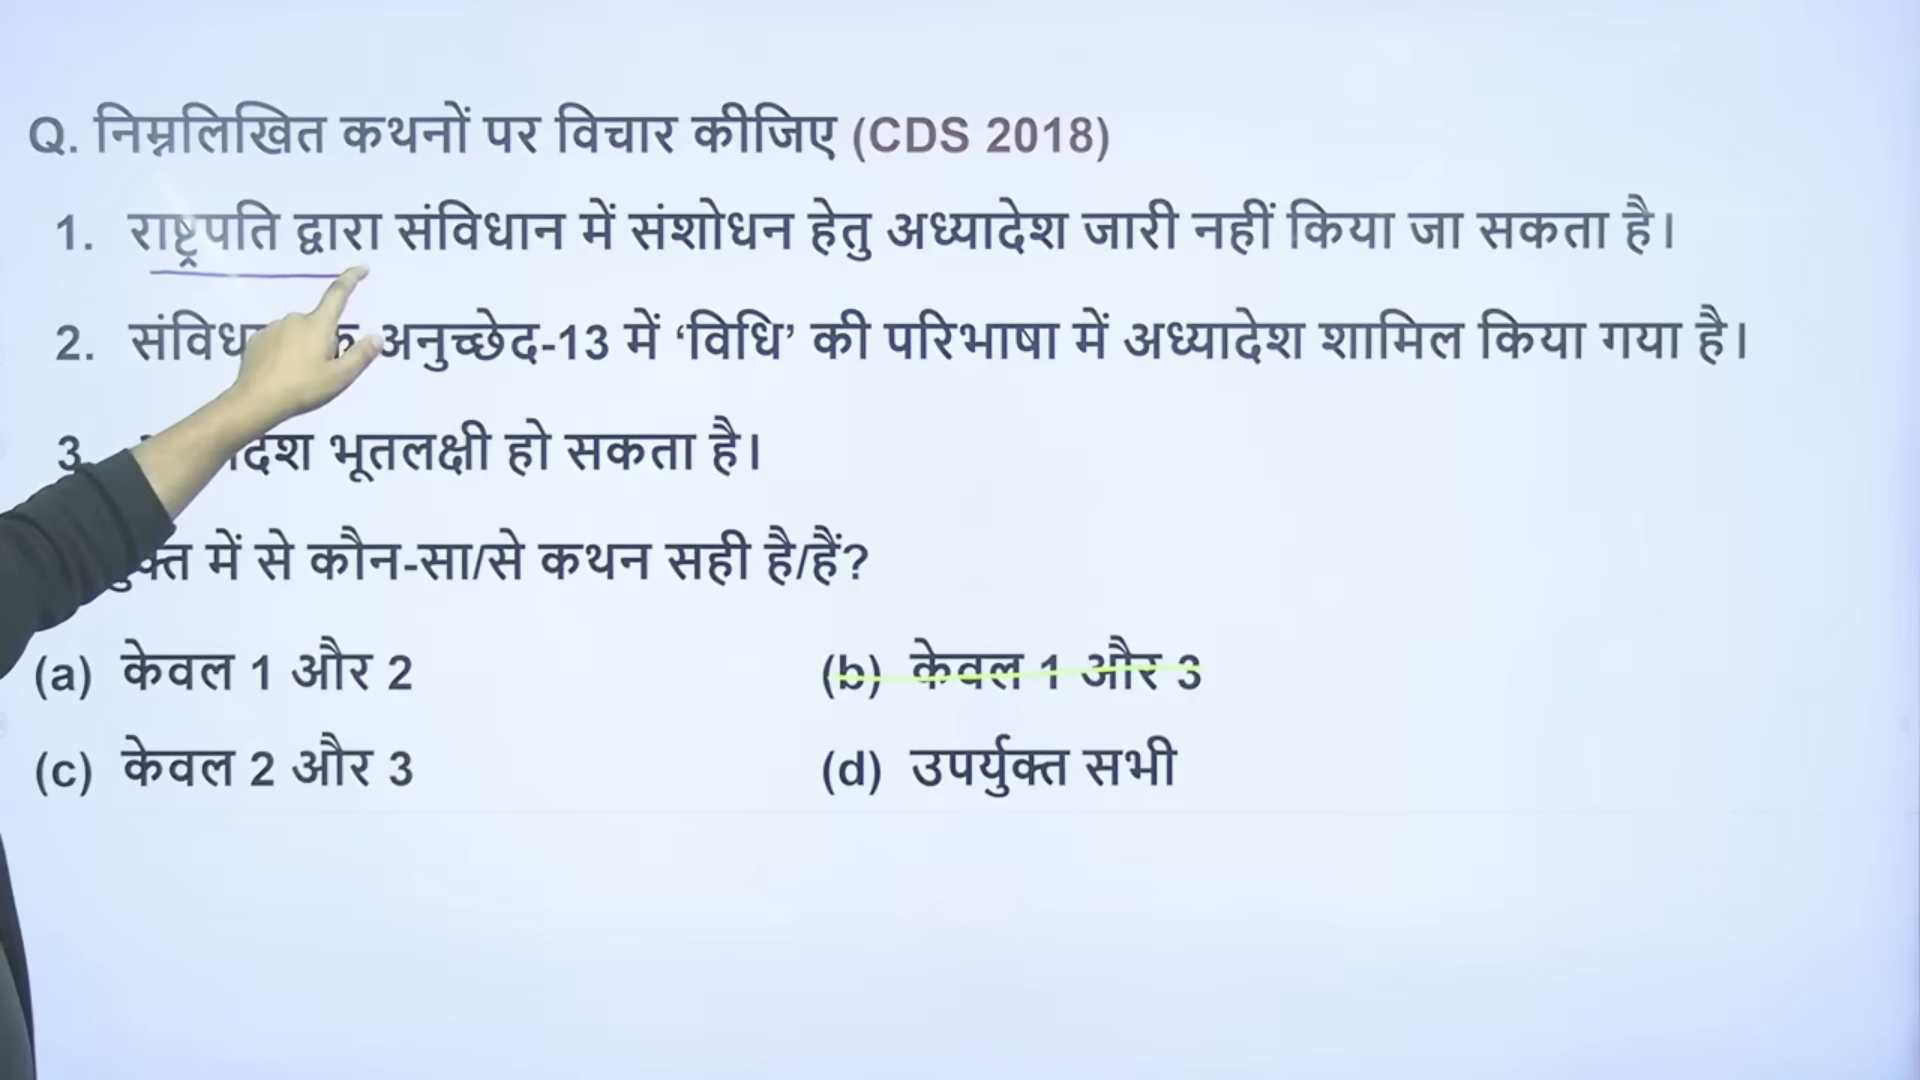 Q. निम्नलिखित कथनों पर विचार कीजिए (CDS 2018)
1. राष्ट्रपति द्वारा संविधान में संशोधन हेतु अध्यादेश जारी नहीं किया जा सकता है।
2. अनुच्छेद-13 में ‘विधि’ की परिभाषा में अध्यादेश शामिल किया गया है।
3 भूतलक्षी हो सकता है।
में से कौन-सा/से कथन सही है/हैं?
(a) केवल 1 और 2
(b) केवल 1 और 3
(c) केवल 2 और 3
(d) उपर्युक्त सभी